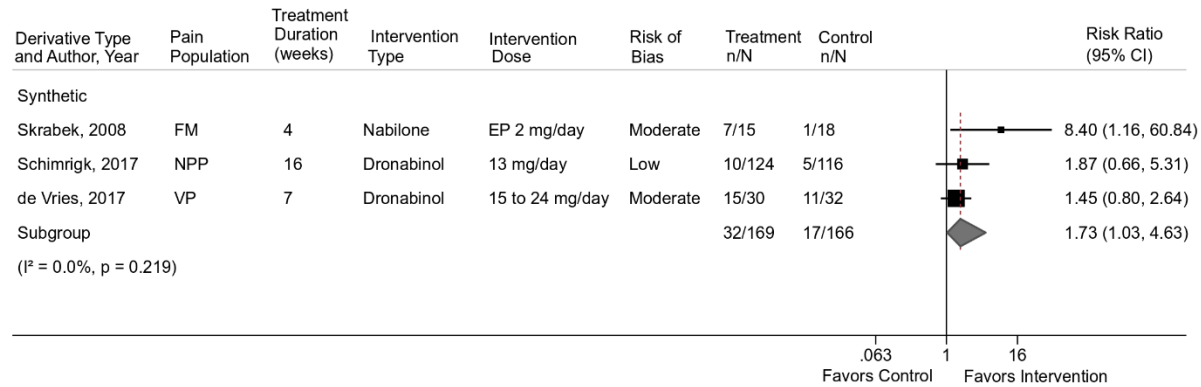 Derivative Type and Author, Year Pain Population Treatment Duration (weeks) Intervention Type Intervention Dose Risk of Bias Treatment n/N Control n/N Risk Ratio (95% CI)
Synthetic
Skrabek, 2008 FM 4 Nabilone EP 2 mg/day Moderate 7/15 1/18 8.40 (1.16, 60.84)
Schimrigk, 2017 NPP 16 Dronabinol 13 mg/day Low 10/124 5/116 1.87 (0.66, 5.31)
de Vries, 2017 VP 7 Dronabinol 15 to 24 mg/day Moderate 15/30 11/32 1.45 (0.80, 2.64)
Subgroup 32/169 17/166 1.73 (1.03, 4.63)
(I² = 0.0%, p = 0.219)
.063 1 16
Favors Control Favors Intervention